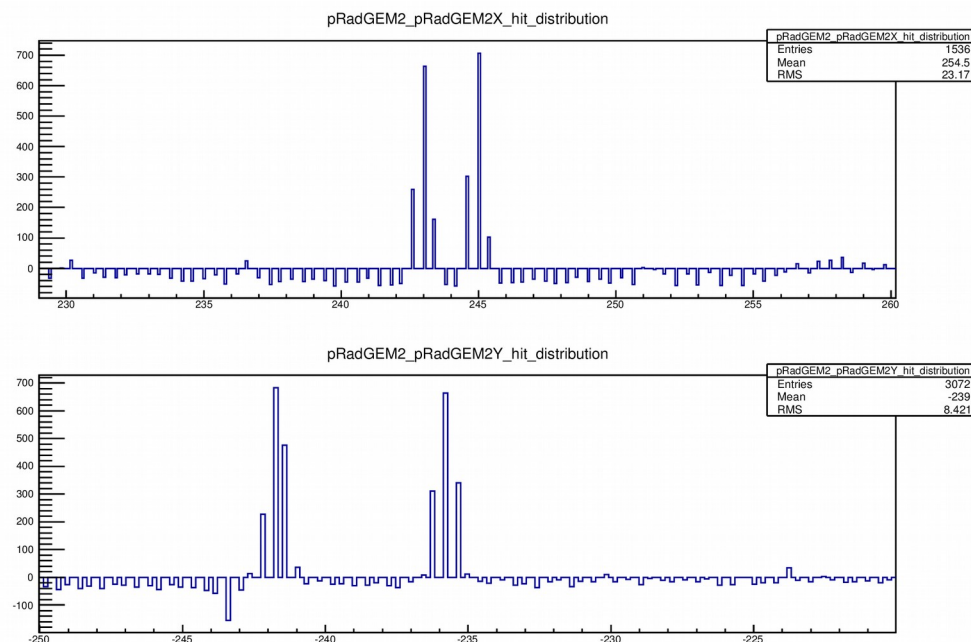 pRadGEM2_pRadGEM2X_hit_distribution
pRadGEM2_pRadGEM2X_hit_distribution
Entries 1536
Mean 254.5
RMS 23.17
700
600
500
400
300
200
100
0
230 235 240 245 250 255 260
pRadGEM2_pRadGEM2Y_hit_distribution
pRadGEM2_pRadGEM2Y_hit_distribution
Entries 3072
Mean -239
RMS 8.421
700
600
500
400
300
200
100
0
-100
-250 -245 -240 -235 -230 -225